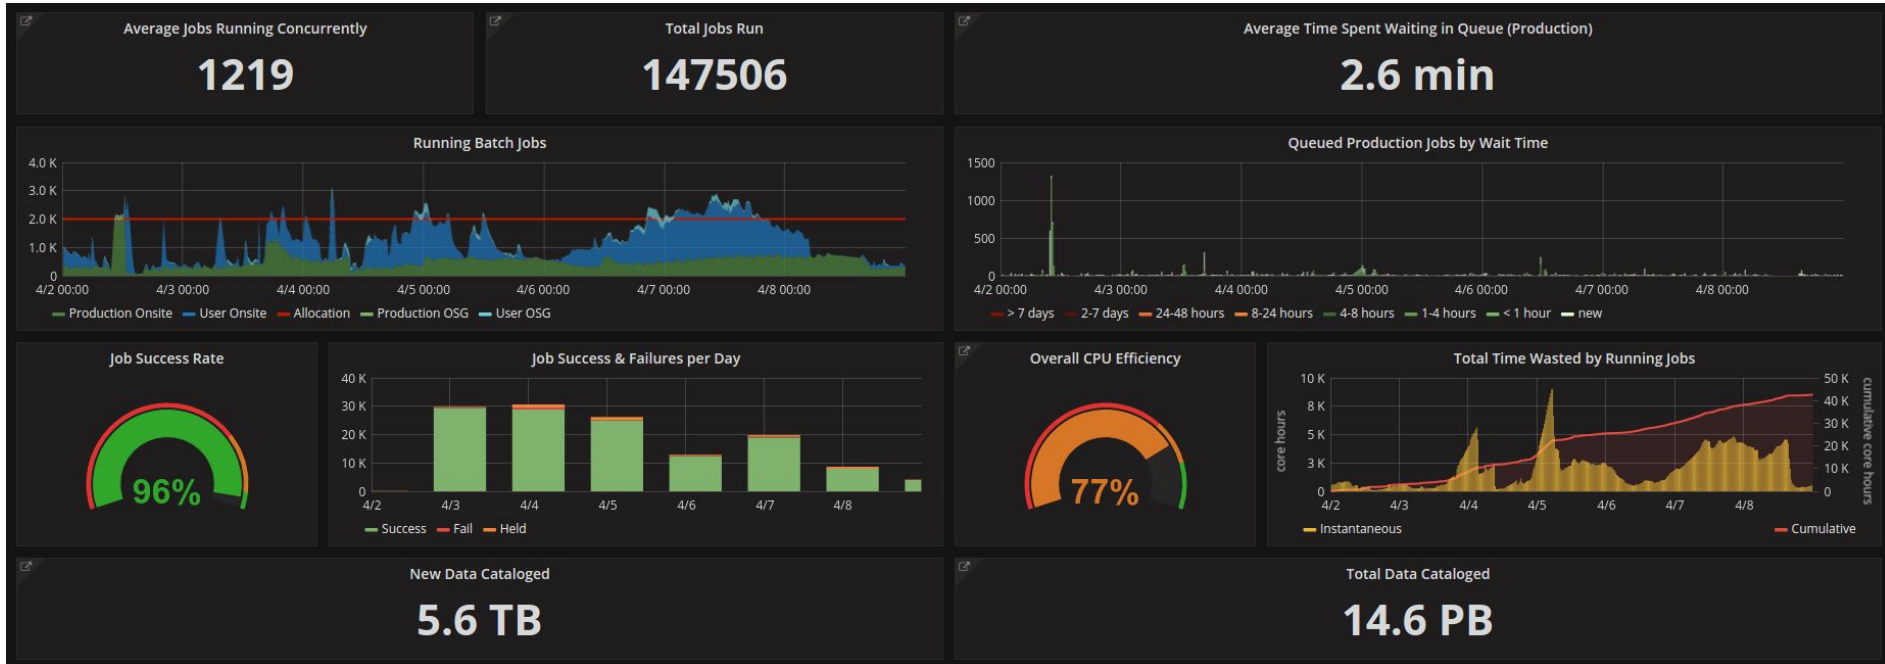 Average Jobs Running Concurrently
1219
Total Jobs Run
147506
Average Time Spent Waiting in Queue (Production)
2.6 min
Running Batch Jobs
4.0 K
3.0 K
2.0 K
1.0 K
0
4/2 00:00 4/3 00:00 4/4 00:00 4/5 00:00 4/6 00:00 4/7 00:00 4/8 00:00
Production Onsite User Onsite Allocation Production OSG User OSG
Queued Production Jobs by Wait Time
1500
1000
500
0
4/2 00:00 4/3 00:00 4/4 00:00 4/5 00:00 4/6 00:00 4/7 00:00 4/8 00:00
> 7 days 2-7 days 24-48 hours 8-24 hours 4-8 hours 1-4 hours < 1 hour new
Job Success Rate
96%
Job Success & Failures per Day
40 K
30 K
20 K
10 K
0
4/2 4/3 4/4 4/5 4/6 4/7 4/8
Success Fail Held
Overall CPU Efficiency
77%
Total Time Wasted by Running Jobs
core hours
10 K
8 K
5 K
3 K
0
50 K
40 K
30 K
20 K
10 K
0
cumulative core hours
4/2 4/3 4/4 4/5 4/6 4/7 4/8
Instantaneous Cumulative
New Data Cataloged
5.6 TB
Total Data Cataloged
14.6 PB